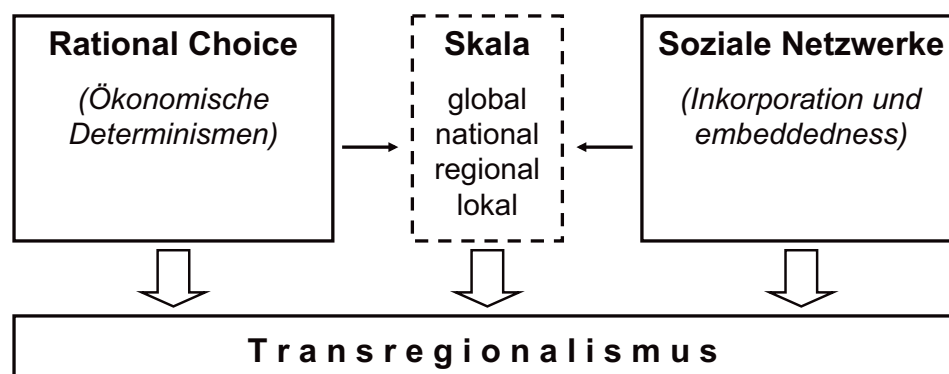 Rational Choice
(Ökonomische
Determinismen)
Skala
global
national
regional
lokal
Soziale Netzwerke
(Inkorporation und
embeddedness)
Transregionalismus